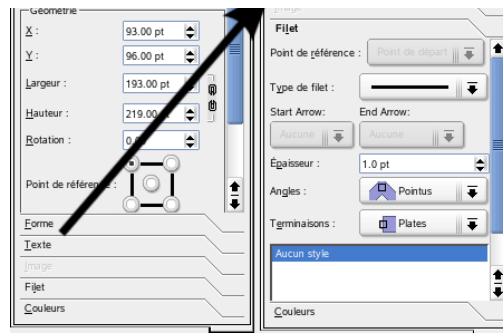 Géométrie
X :
93.00 pt
Y :
96.00 pt
Largeur :
193.00 pt
Hauteur :
219.00
Rotation :
Point de référence :
Forme
Texte
Image
Filet
Couleurs
Image
Filet
Point de référence :
Point de départ
Type de filet :
Start Arrow:
End Arrow:
Aucune
Aucune
Épaisseur :
1.0 pt
Angles :
Pointus
Terminaisons :
Plates
Aucun style
Couleurs